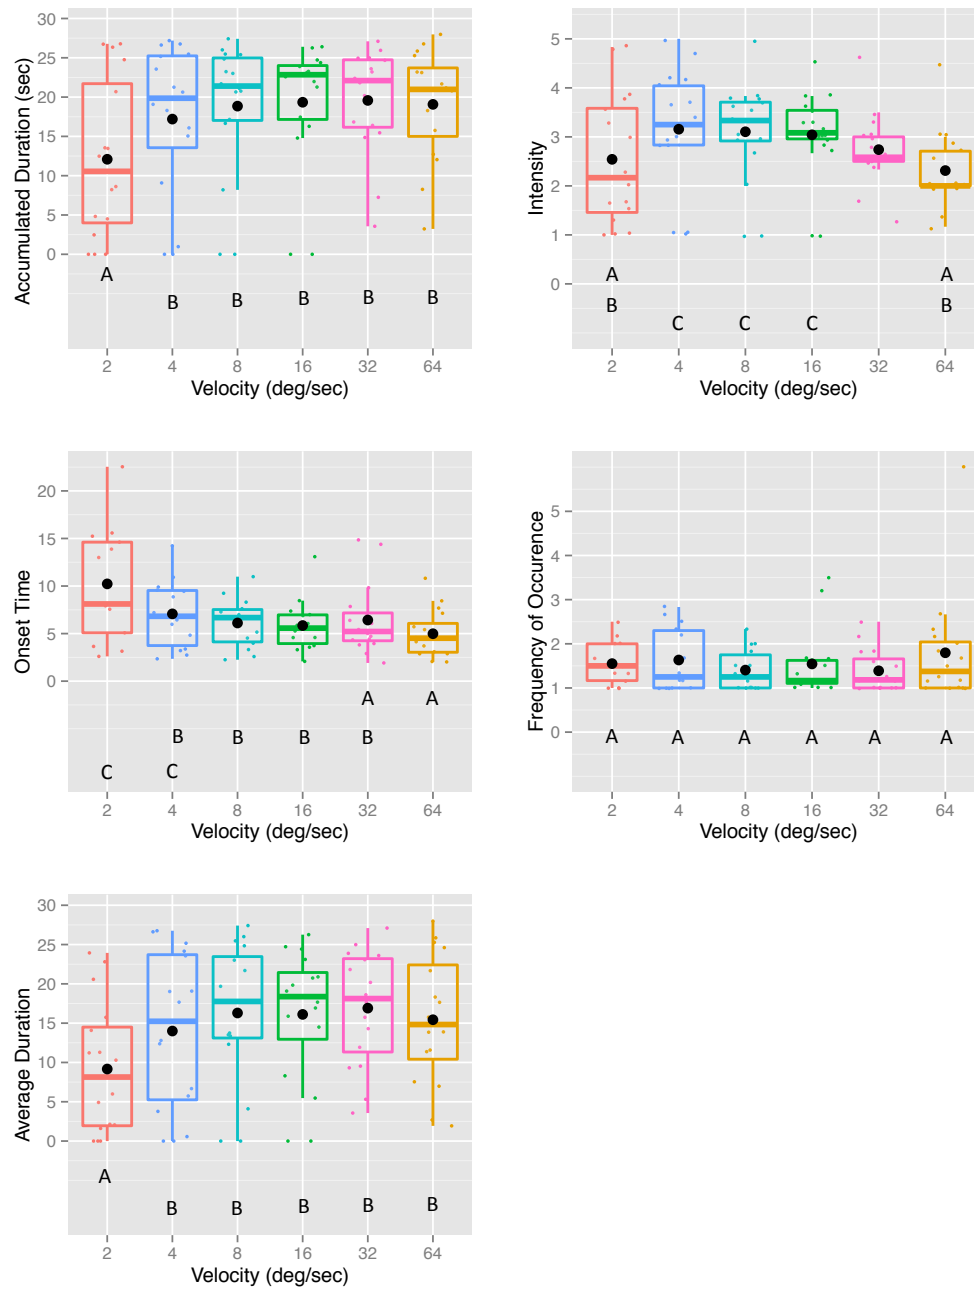 Accumulated Duration (sec)
30
25
20
15
10
5
0
A
B
B
B
B
B
2
4
8
16
32
64
Velocity (deg/sec)
Intensity
5
4
3
2
1
0
A
A
B
B
C
C
C
2
4
8
16
32
64
Velocity (deg/sec)
Onset Time
20
15
10
5
0
A
A
B
B
B
B
C
C
2
4
8
16
32
64
Velocity (deg/sec)
Frequency of Occurence
5
4
3
2
1
0
A
A
A
A
A
A
2
4
8
16
32
64
Velocity (deg/sec)
Average Duration
30
25
20
15
10
5
0
A
B
B
B
B
B
2
4
8
16
32
64
Velocity (deg/sec)